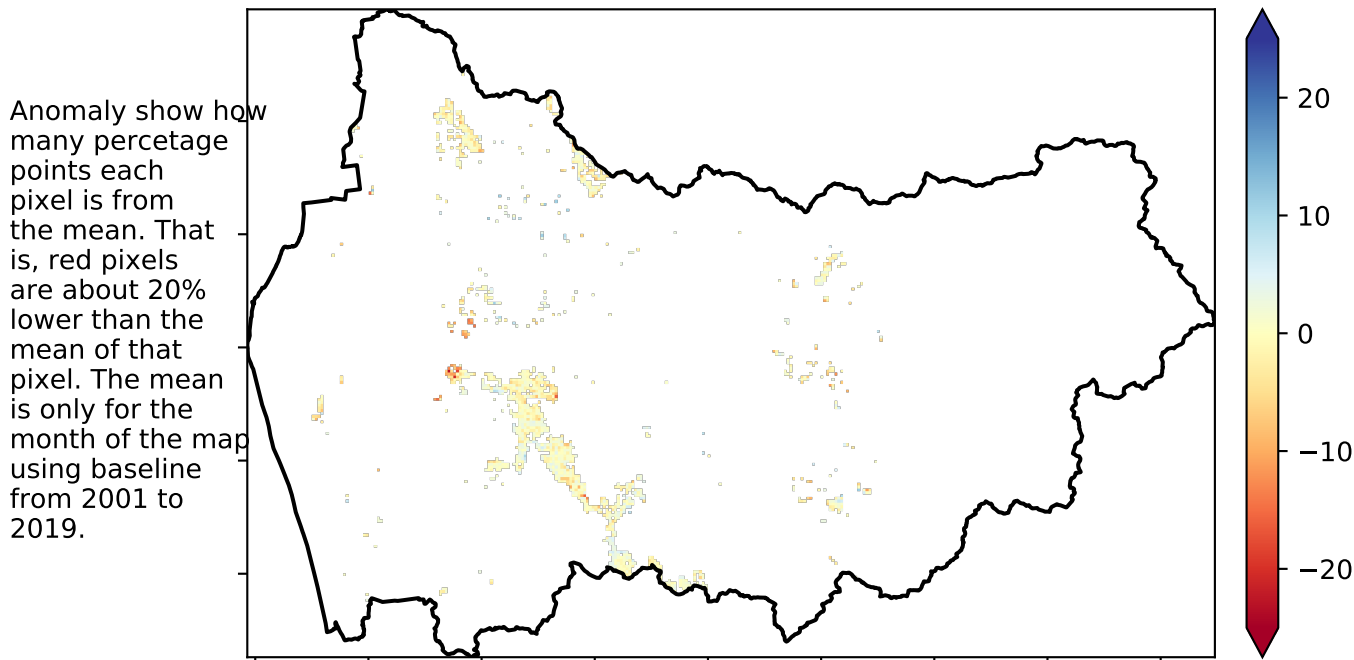 Anomaly show how
many percetage
points each
pixel is from
the mean. That
is, red pixels
are about 20%
lower than the
mean of that
pixel. The mean
is only for the
month of the map
using baseline
from 2001 to
2019.
20
10
0
−10
−20